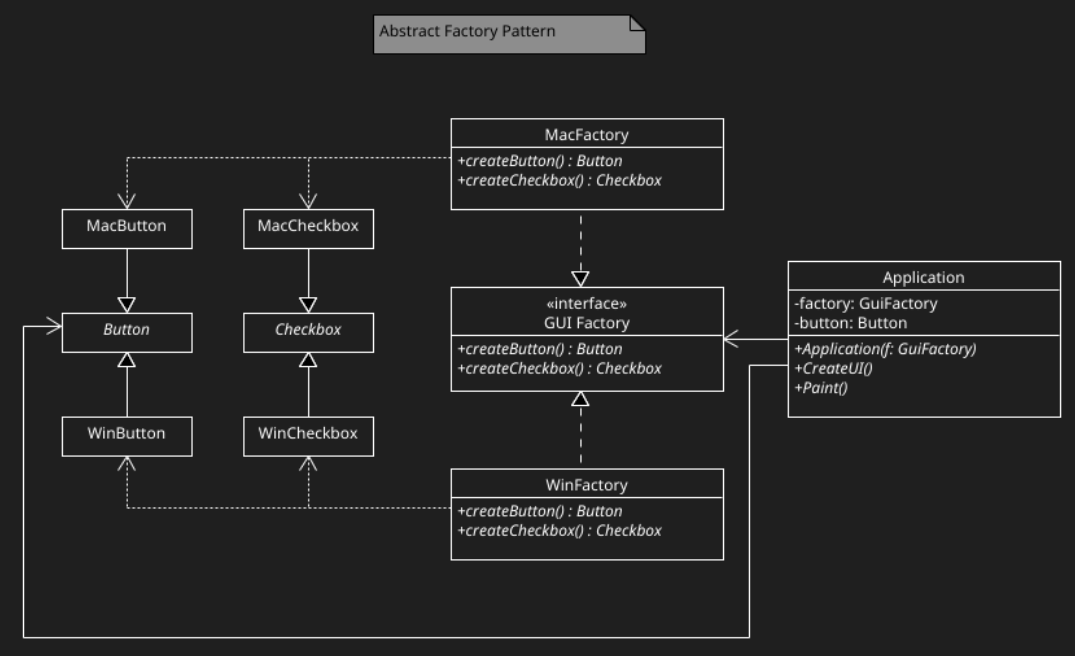 Abstract Factory Pattern
MacFactory
+createButton() : Button
+createCheckbox() : Checkbox
MacButton
MacCheckbox
Button
Checkbox
«interface»
GUI Factory
+createButton() : Button
+createCheckbox() : Checkbox
Application
-factory: GuiFactory
-button: Button
+Application(f: GuiFactory)
+CreateUI()
+Paint()
WinButton
WinCheckbox
WinFactory
+createButton() : Button
+createCheckbox() : Checkbox